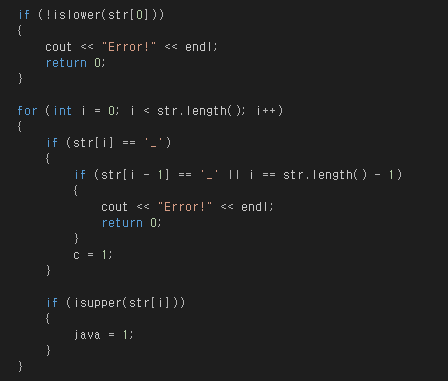 if (!islower(str[0]))
{
    cout << "Error!" << endl;
    return 0;
}

for (int i = 0; i < str.length(); i++)
{
    if (str[i] == '_')
    {
        if (str[i - 1] == '_' || i == str.length() - 1)
        {
            cout << "Error!" << endl;
            return 0;
        }
        c = 1;
    }

    if (isupper(str[i]))
    {
        java = 1;
    }
}